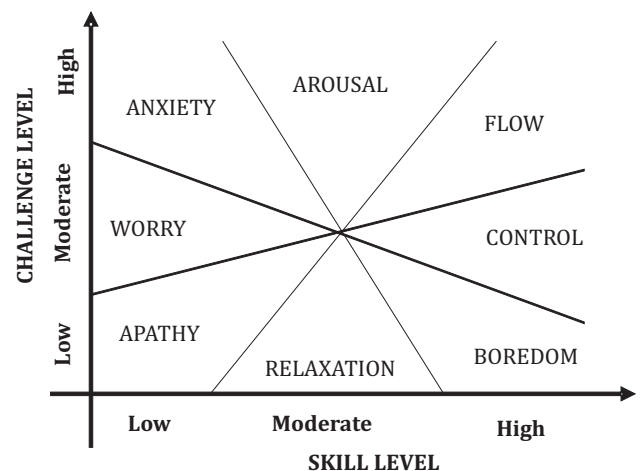 CHALLENGE LEVEL
High
Moderate
Low
ANXIETY
AROUSAL
FLOW
WORRY
CONTROL
APATHY
RELAXATION
BOREDOM
Low
Moderate
High
SKILL LEVEL